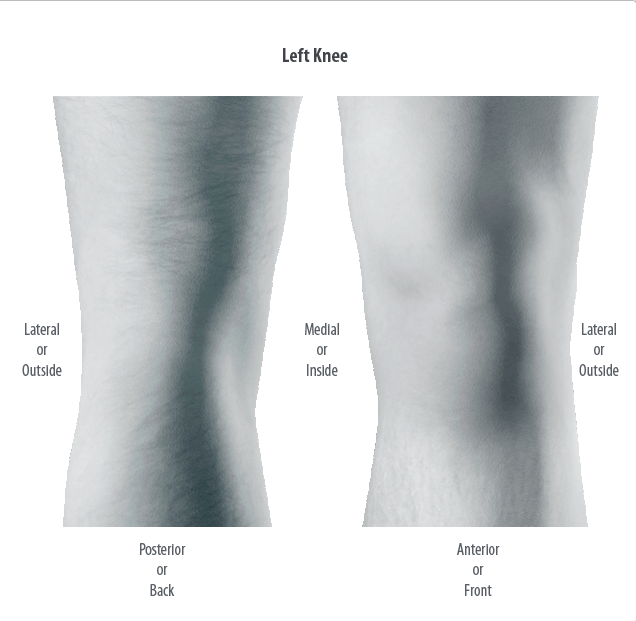 Left Knee
Lateral
or
Outside
Medial
or
Inside
Lateral
or
Outside
Posterior
or
Back
Anterior
or
Front